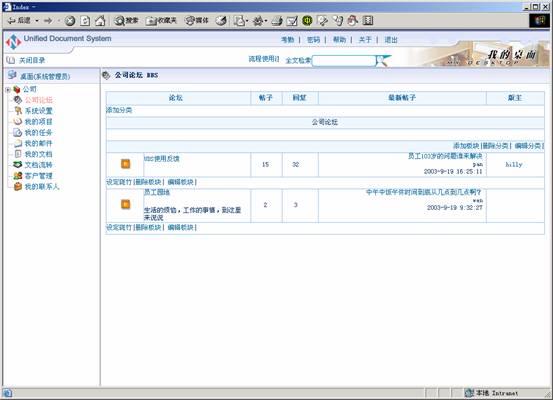 Index -
后退
搜索
收藏夹
媒体
Unified Document System
考勤 | 密码 | 帮助 | 关于 | 退出
关闭目录
全文检索
我的桌面
MY DESKTOP
桌面(系统管理员)
公司
公司论坛
系统设置
我的项目
我的任务
我的邮件
我的文档
文档流转
客户管理
我的联系人
公司论坛 BBS
论坛 帖子 回复 最新帖子 版主
添加分类
公司论坛
添加板块|删除分类| 编辑分类|
UDS使用反馈 15 32 员工103岁的问题谁来解决 hilly
pan
2003-9-19 16:25:11
设定斑竹|删除板块| 编辑板块|
员工园地 2 3 中午中饭午休时间到底从几点到几点啊?
生活的烦恼，工作的事情，到这里来说说
2003-9-19 9:32:27
设定斑竹|删除板块| 编辑板块|
本地 Intranet